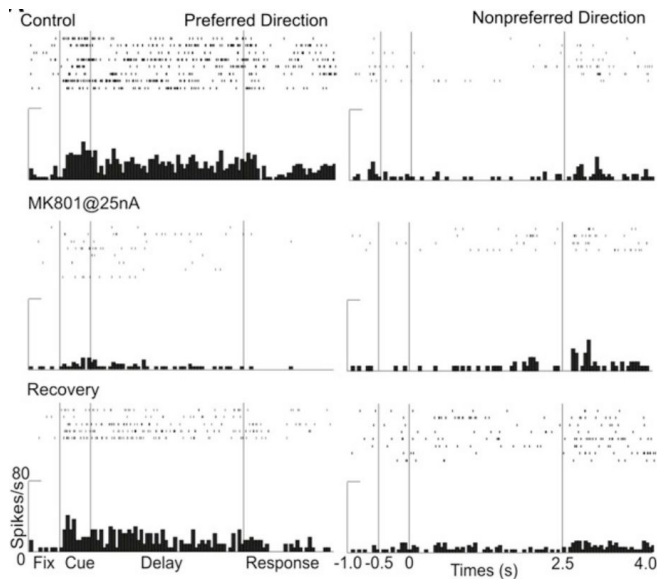 Control Preferred Direction Nonpreferred Direction
MK801@25nA
Recovery
Spikes/s
80
0
Fix Cue Delay Response
-1.0 -0.5 0 2.5 4.0
Times (s)